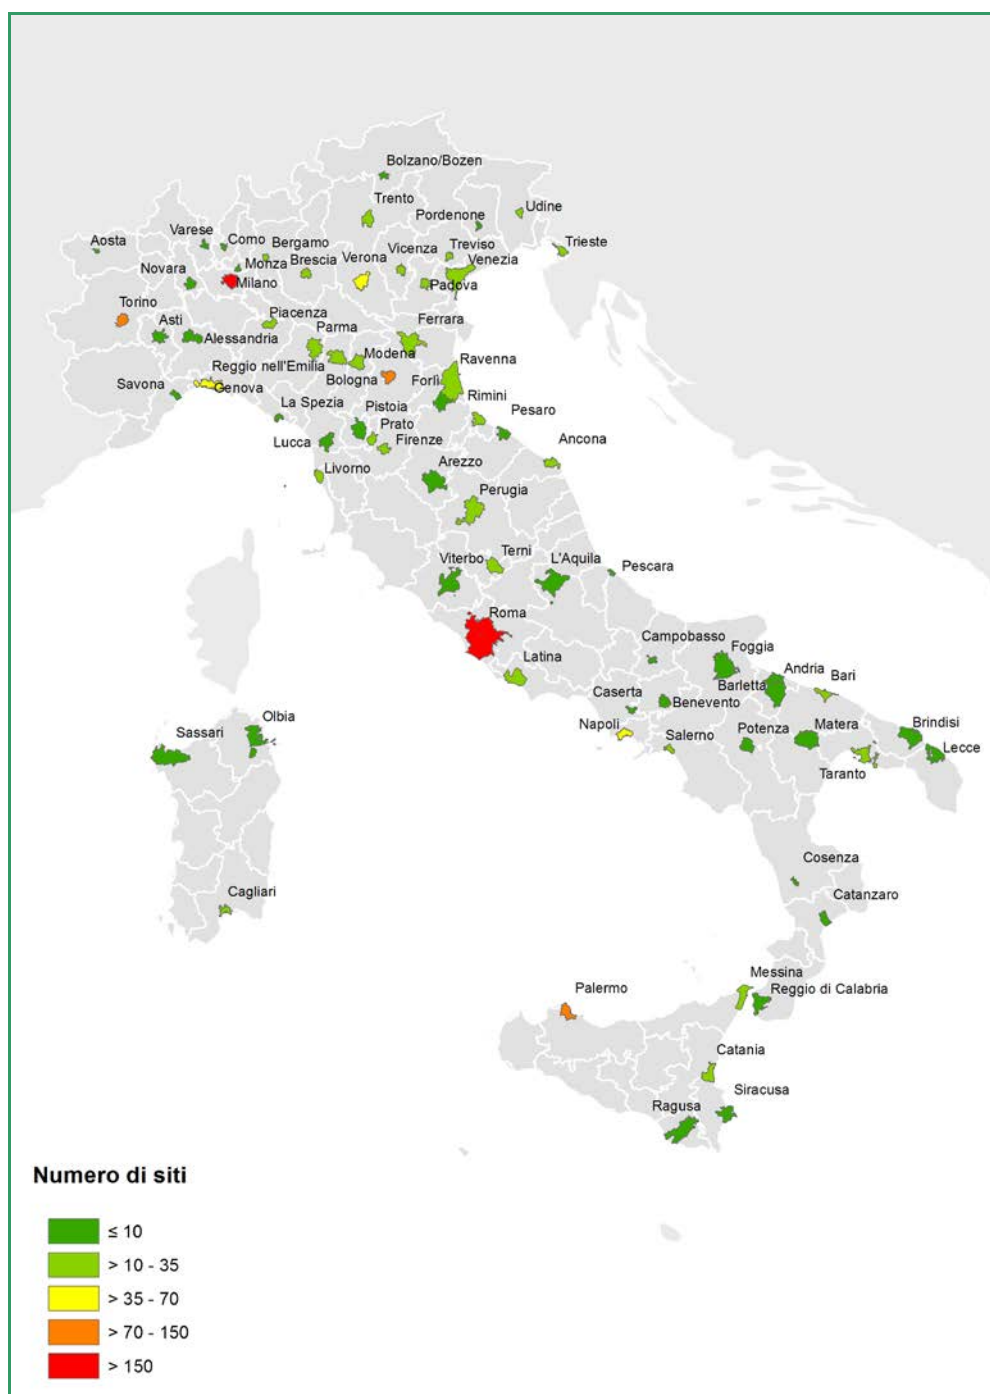 Bolzano/Bozen
Trento
Udine
Pordenone
Trieste
Aosta
Varese
Como
Bergamo
Vicenza
Treviso
Novara
Monza
Brescia
Verona
Venezia
Milano
Padova
Torino
Piacenza
Ferrara
Asti
Alessandria
Parma
Modena
Ravenna
Reggio nell'Emilia
Bologna
Forlì
Savona
Genova
La Spezia
Pistoia
Rimini
Pesaro
Lucca
Prato
Firenze
Ancona
Livorno
Arezzo
Perugia
Viterbo
Terni
L'Aquila
Pescara
Roma
Campobasso
Foggia
Latina
Andria
Bari
Caserta
Benevento
Barletta
Napoli
Salerno
Potenza
Matera
Brindisi
Lecce
Taranto
Sassari
Olbia
Cagliari
Cosenza
Catanzaro
Messina
Palermo
Reggio di Calabria
Catania
Siracusa
Ragusa
Numero di siti
≤ 10
> 10 - 35
> 35 - 70
> 70 - 150
> 150